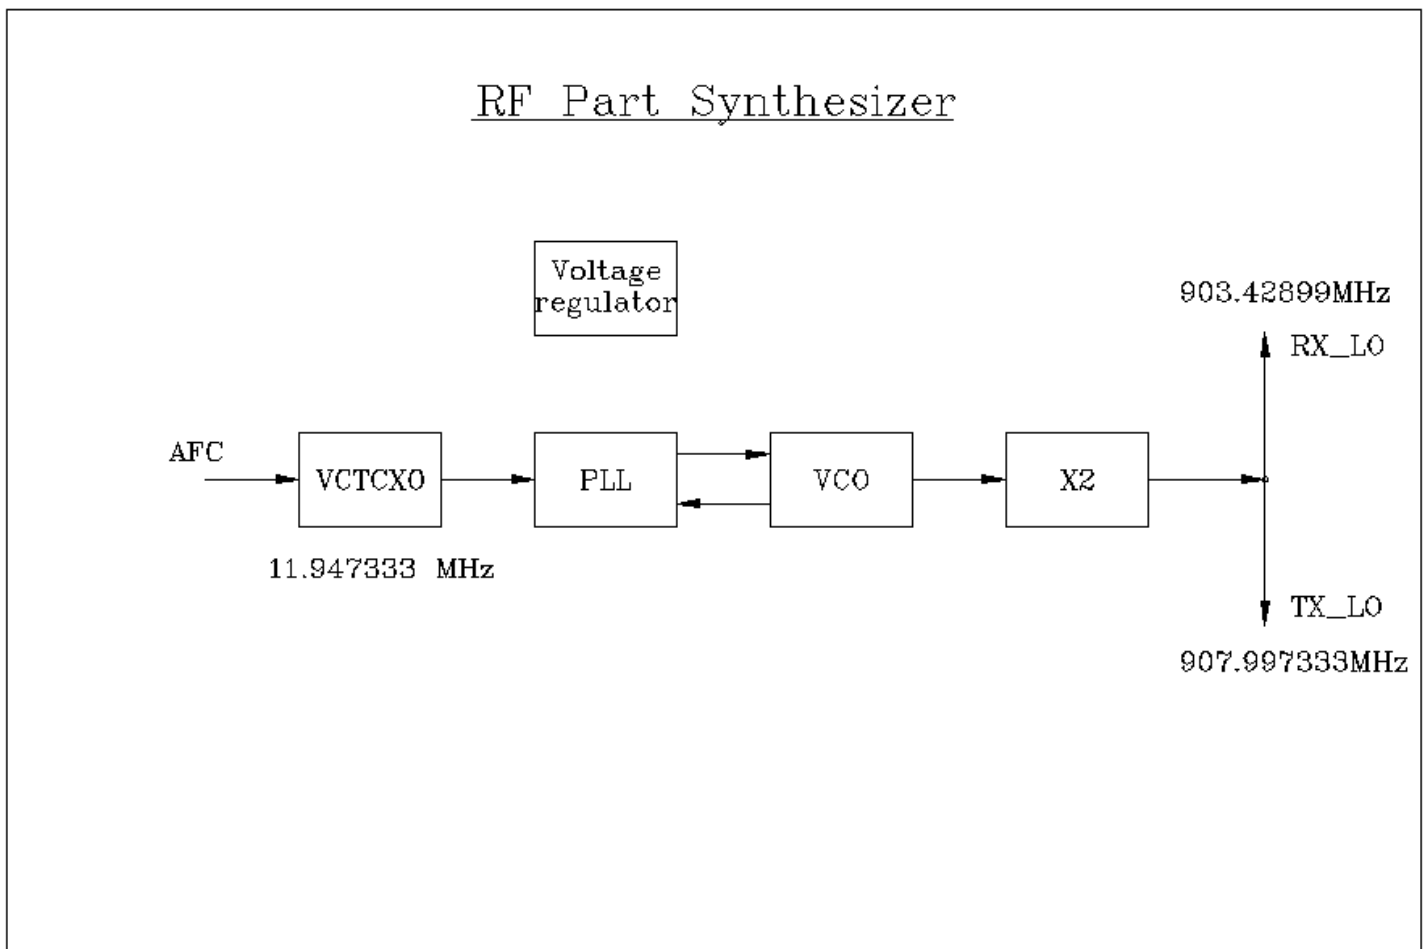 RF Part Synthesizer
Voltage
regulator
903.42899MHz
RX_LO
AFC
VCTCXO
PLL
VCO
X2
11.947333 MHz
TX_LO
907.997333MHz